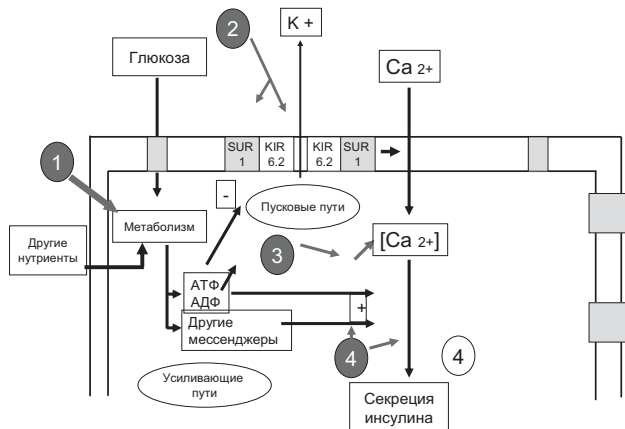 K +
2
Глюкоза
Ca 2+
SUR
1
KIR
6.2
KIR
6.2
SUR
1
1
-
Пусковые пути
Метаболизм
[Ca 2+]
Другие
нутриенты
3
АТФ
АДФ
+
Другие
мессенджеры
4
4
Усиливающие
пути
Секреция
инсулина